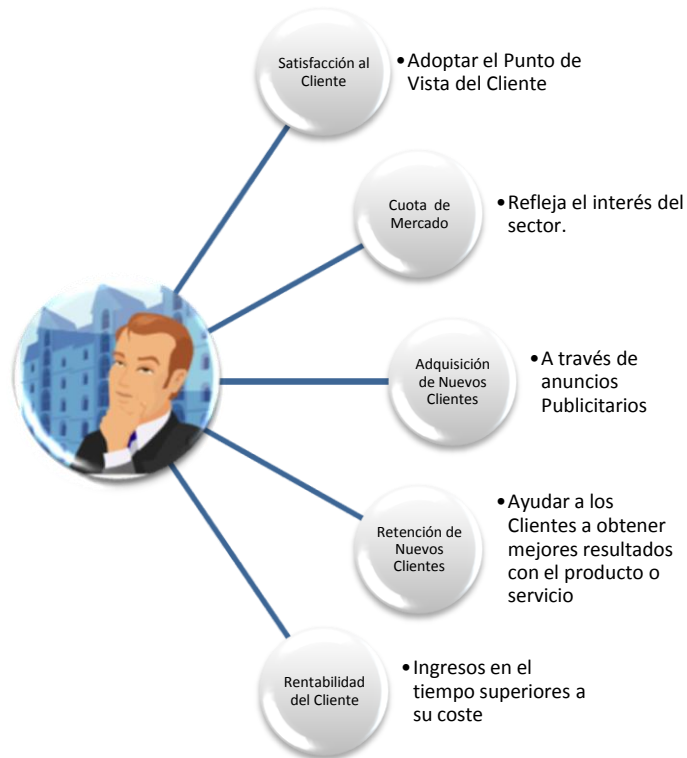 Satisfacción al
Cliente
•Adoptar el Punto de
Vista del Cliente
Cuota de
Mercado
•Refleja el interés del
sector.
Adquisición
de Nuevos
Clientes
•A través de
anuncios
Publicitarios
Retención de
Nuevos
Clientes
•Ayudar a los
Clientes a obtener
mejores resultados
con el producto o
servicio
Rentabilidad
del Cliente
•Ingresos en el
tiempo superiores a
su coste